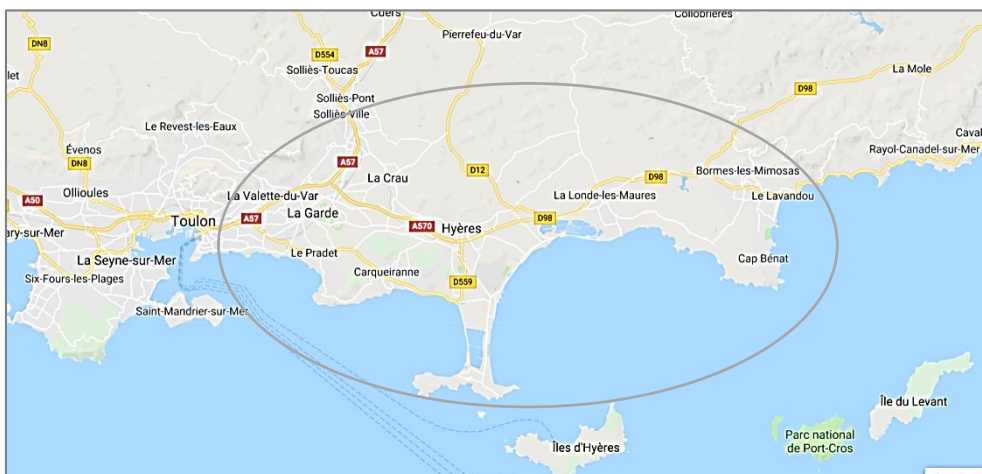 Cuers
Collobrières
DN8
D554
A57
Pierrefeu-du-Var
La Mole
Solliès-Toucas
D98
Solliès-Pont
Solliès-Ville
Le Revest-les-Eaux
Caval
Rayol-Canadel-sur-Mer
Évenos
DN8
A57
D12
D98
Bormes-les-Mimosas
Ollioules
La Crau
La Valette-du-Var
La Londe-les-Maures
Le Lavandou
A50
Toulon
A57
La Garde
A570
Hyères
D98
ary-sur-Mer
Le Pradet
La Seyne-sur-Mer
Carqueiranne
Cap Bénat
Six-Fours-les-Plages
D559
Saint-Mandrier-sur-Mer
Île du Levant
Parc national
de Port-Cros
Îles d'Hyères